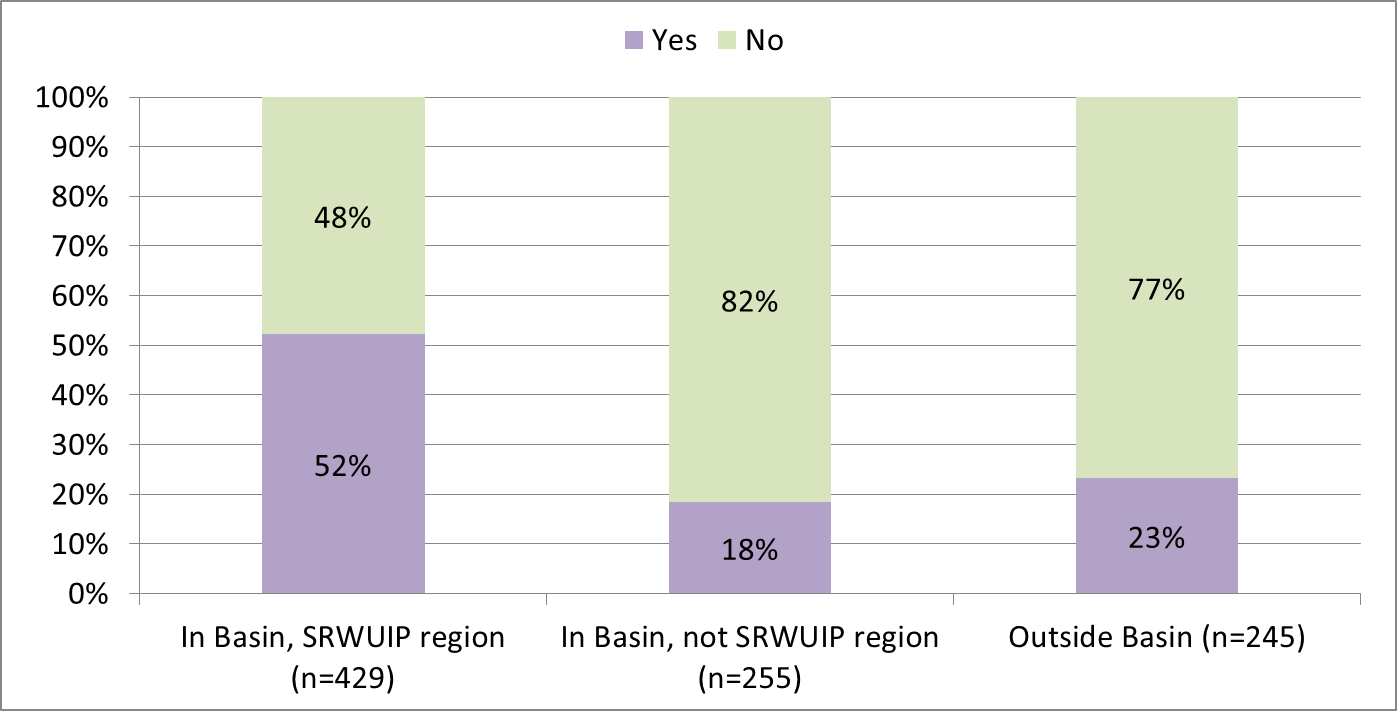 Yes No
100%
90%
80%
70%
60%
50%
40%
30%
20%
10%
0%
48%
52%
82%
18%
77%
23%
In Basin, SRWUIP region
(n=429)
In Basin, not SRWUIP region
(n=255)
Outside Basin (n=245)